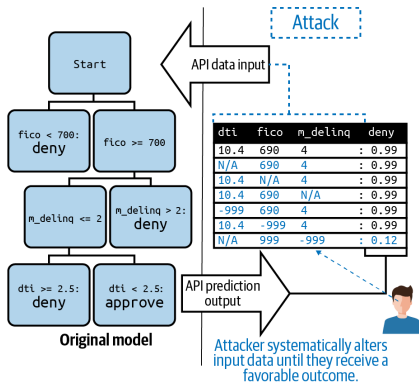 Attack
Start
API data input
fico < 700:
deny
fico >= 700
dti fico m_delinq deny
10.4 690 4 : 0.99
N/A 690 4 : 0.99
10.4 N/A 4 : 0.99
10.4 690 N/A : 0.99
-999 690 4 : 0.99
10.4 -999 4 : 0.99
N/A 999 -999 : 0.12
m_delinq <= 2
m_delinq > 2:
deny
dti >= 2.5:
deny
dti < 2.5:
approve
API prediction
output
Original model
Attacker systematically alters
input data until they receive a
favorable outcome.